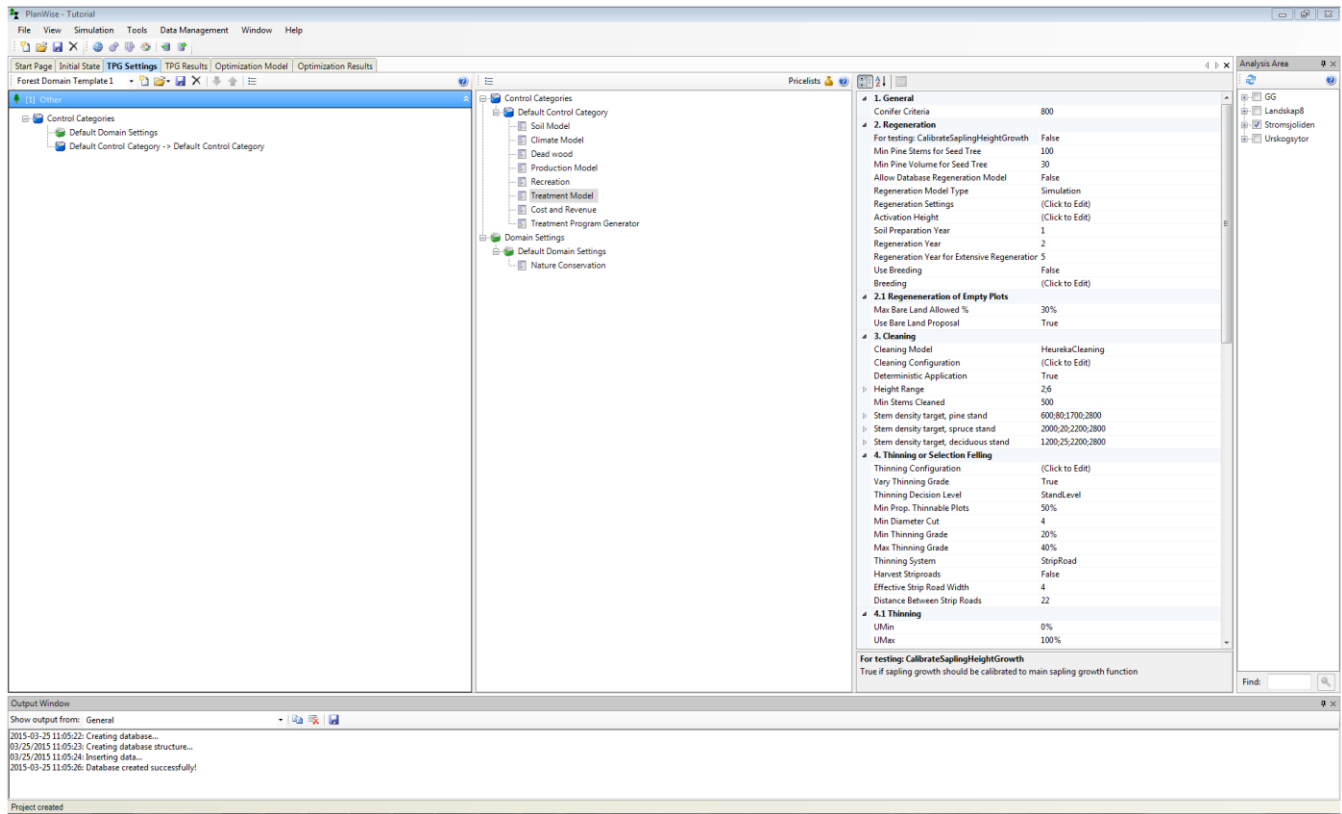 PlanWise - Tutorial
File View Simulation Tools Data Management Window Help
Start Page Initial State TPG Settings TPG Results Optimization Model Optimization Results
Forest Domain Template 1
[1] Other
Control Categories
Default Domain Settings
Default Control Category -> Default Control Category
Pricelists
Control Categories
Default Control Category
Soil Model
Climate Model
Dead wood
Production Model
Recreation
Treatment Model
Cost and Revenue
Treatment Program Generator
Domain Settings
Default Domain Settings
Nature Conservation
1. General
Conifer Criteria 800
2. Regeneration
For testing: CalibrateSaplingHeightGrowth False
Min Pine Stems for Seed Tree 100
Min Pine Volume for Seed Tree 30
Allow Database Regeneration Model False
Regeneration Model Type Simulation
Regeneration Settings (Click to Edit)
Activation Height (Click to Edit)
Soil Preparation Year 1
Regeneration Year 2
Regeneration Year for Extensive Regeneratior 5
Use Breeding False
Breeding (Click to Edit)
2.1 Regeneneration of Empty Plots
Max Bare Land Allowed % 30%
Use Bare Land Proposal True
3. Cleaning
Cleaning Model HeurekaCleaning
Cleaning Configuration (Click to Edit)
Deterministic Application True
Height Range 2;6
Min Stems Cleaned 500
Stem density target, pine stand 600;80;1700;2800
Stem density target, spruce stand 2000;20;2200;2800
Stem density target, deciduous stand 1200;25;2200;2800
4. Thinning or Selection Felling
Thinning Configuration (Click to Edit)
Vary Thinning Grade True
Thinning Decision Level StandLevel
Min Prop. Thinnable Plots 50%
Min Diameter Cut 4
Min Thinning Grade 20%
Max Thinning Grade 40%
Thinning System StripRoad
Harvest Striproads False
Effective Strip Road Width 4
Distance Between Strip Roads 22
4.1 Thinning
UMin 0%
UMax 100%
For testing: CalibrateSaplingHeightGrowth
True if sapling growth should be calibrated to main sapling growth function
Analysis Area
GG
Landskap8
Stromsjoliden
Urskogsytor
Find:
Output Window
Show output from: General
2015-03-25 11:05:22: Creating database...
03/25/2015 11:05:23: Creating database structure...
03/25/2015 11:05:24: Inserting data...
2015-03-25 11:05:26: Database created successfully!
Project created